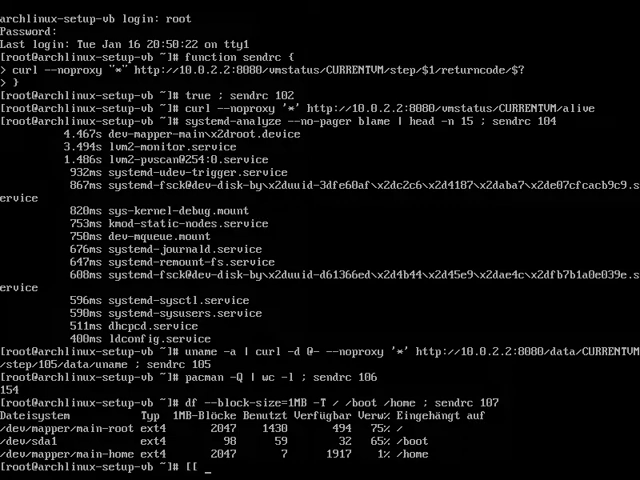 archlinux-setup-vb login: root
Password:
Last login: Tue Jan 16 20:50:22 on tty1
[root@archlinux-setup-vb ~]# function sendrc {
> curl --noproxy "*" http://10.0.2.2:8080/vmstatus/CURRENTVM/step/$1/returncode/$?
> }
[root@archlinux-setup-vb ~]# true ; sendrc 102
[root@archlinux-setup-vb ~]# curl --noproxy '*' http://10.0.2.2:8080/vmstatus/CURRENTVM/alive
[root@archlinux-setup-vb ~]# systemd-analyze --no-pager blame | head -n 15 ; sendrc 104
4.467s dev-mapper-main\x2droot.device
3.494s lvm2-monitor.service
1.486s lvm2-pvscan@254:0.service
932ms systemd-udev-trigger.service
867ms systemd-fsck@dev-disk-by\x2duuid-3dfe60af\x2dc2c6\x2d4187\x2daba7\x2de07cfcacb9c9.s
ervice
820ms sys-kernel-debug.mount
753ms kmod-static-nodes.service
750ms dev-mqueue.mount
676ms systemd-journald.service
647ms systemd-remount-fs.service
608ms systemd-fsck@dev-disk-by\x2duuid-d61366ed\x2d4b44\x2d45e9\x2dae4c\x2dfb7b1a0e039e.s
ervice
596ms systemd-sysctl.service
590ms systemd-sysusers.service
511ms dhcpcd.service
400ms ldconfig.service
[root@archlinux-setup-vb ~]# uname -a | curl -d @- --noproxy '*' http://10.0.2.2:8080/data/CURRENTVM
/step/105/data/uname ; sendrc 105
[root@archlinux-setup-vb ~]# pacman -Q | wc -l ; sendrc 106
154
[root@archlinux-setup-vb ~]# df --block-size=1MB -T / /boot /home ; sendrc 107
Dateisystem Typ 1MB-Blöcke Benutzt Verfügbar Verw% Eingehängt auf
/dev/mapper/main-root ext4 2047 1430 494 75% /
/dev/sda1 ext4 98 59 32 65% /boot
/dev/mapper/main-home ext4 2047 7 1917 1% /home
[root@archlinux-setup-vb ~]# [[ _